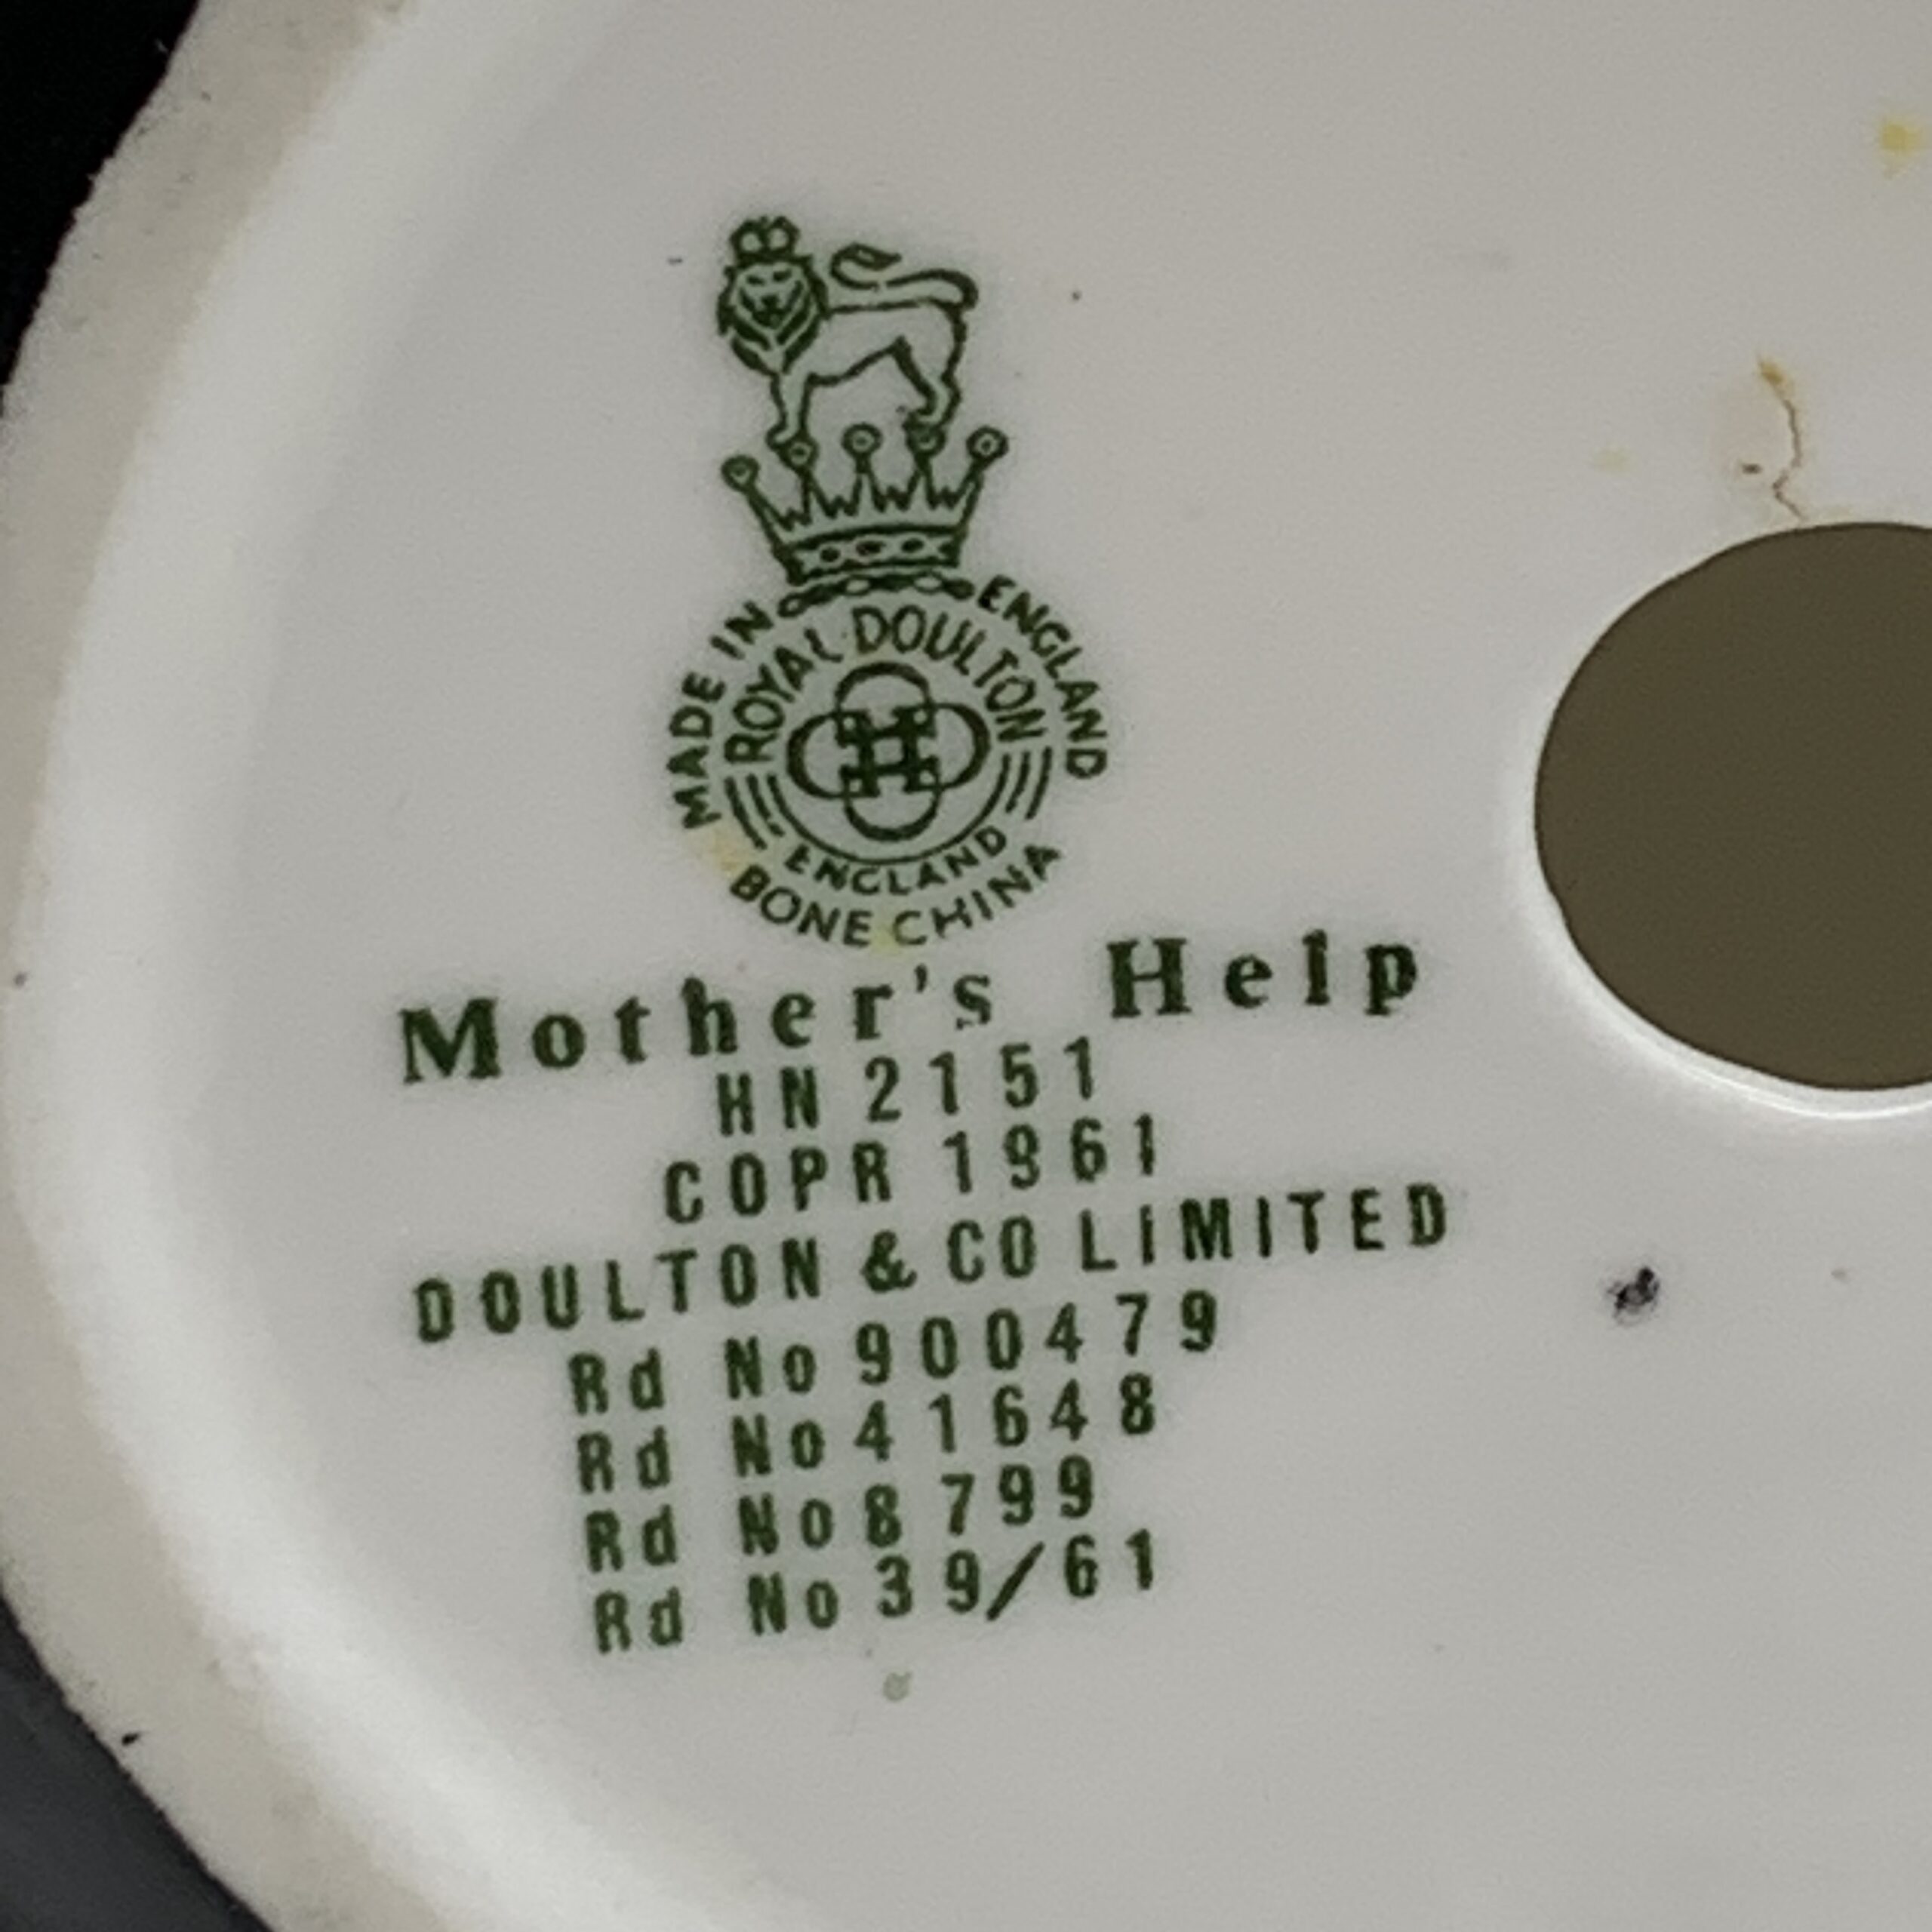 MADE IN ENGLAND
ROYAL DOULTON
ENGLAND
BONE CHINA
Mother's Help
HN 2151
COPR 1961
DOULTON & CO LIMITED
Rd No 900479
Rd No 41648
Rd No 8799
Rd No 39/61